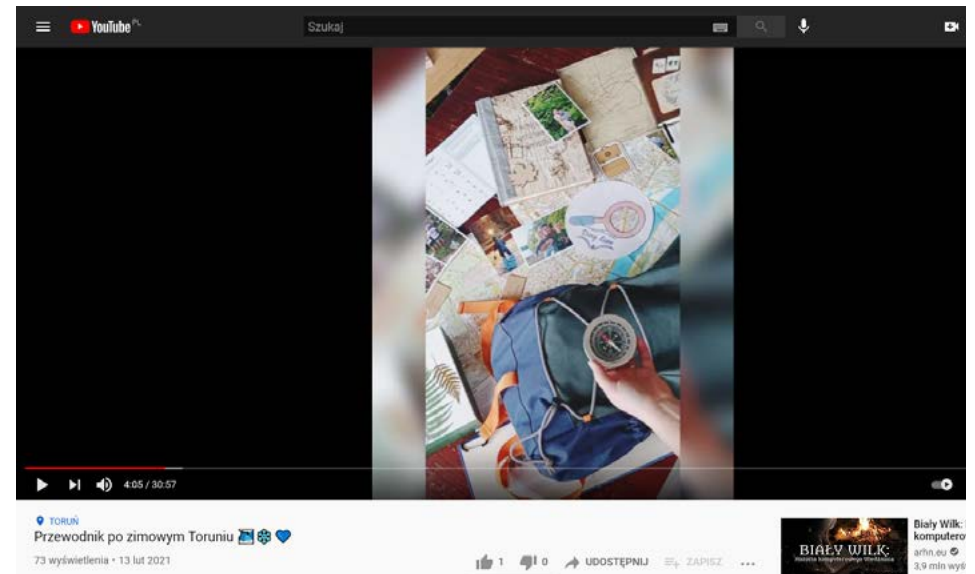 YouTube PL
Szukaj
4:05 / 30:57
TORUŃ
Przewodnik po zimowym Toruniu
73 wyświetlenia • 13 lut 2021
1
0
UDOSTĘPNIJ
ZAPISZ
BIAŁY WILK:
Biały Wilk:
komputero
arhn.eu
3,9 mln wyś